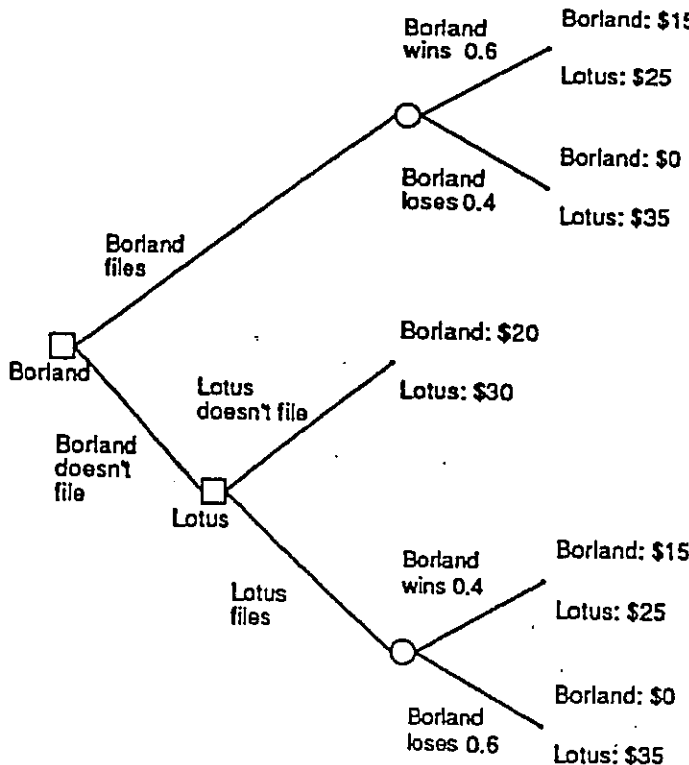 Borland
wins 0.6
Borland: $15
Lotus: $25
Borland
loses 0.4
Borland: $0
Lotus: $35
Borland
files
Borland
Borland: $20
Lotus
doesn't file
Lotus: $30
Borland
doesn't
file
Lotus
Lotus
files
Borland
wins 0.4
Borland: $15
Lotus: $25
Borland
loses 0.6
Borland: $0
Lotus: $35